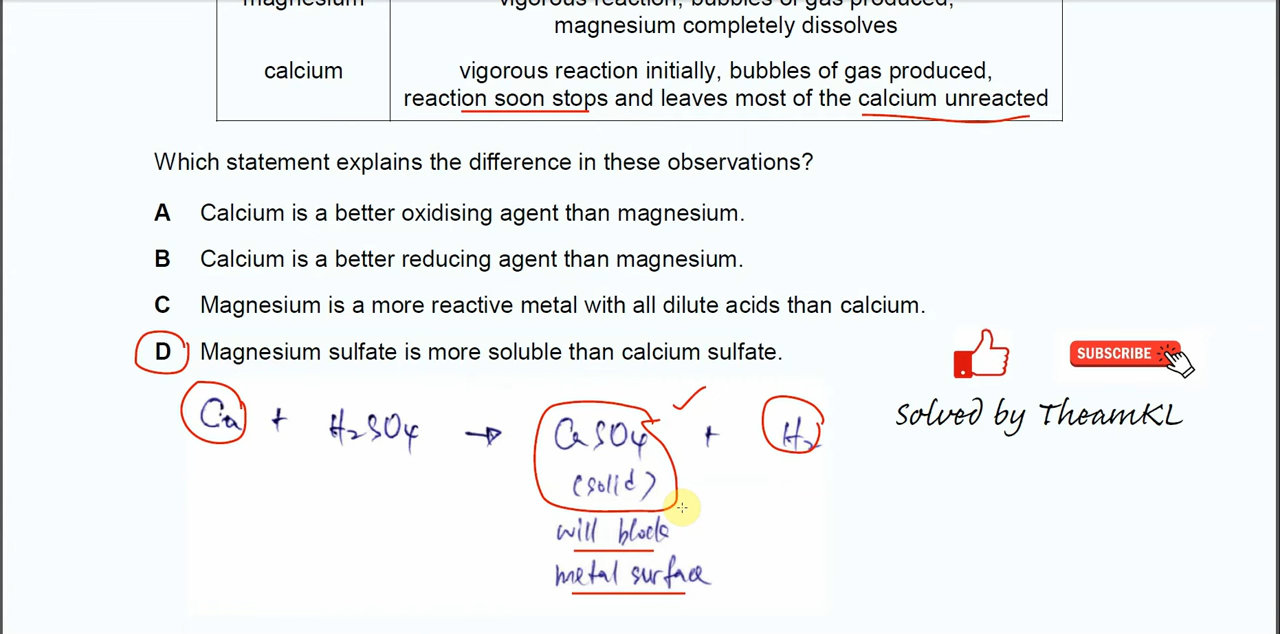 magnesium vigorous reaction, bubbles of gas produced,
magnesium completely dissolves
calcium vigorous reaction initially, bubbles of gas produced,
reaction soon stops and leaves most of the calcium unreacted
Which statement explains the difference in these observations?
A Calcium is a better oxidising agent than magnesium.
B Calcium is a better reducing agent than magnesium.
C Magnesium is a more reactive metal with all dilute acids than calcium.
D Magnesium sulfate is more soluble than calcium sulfate.
SUBSCRIBE
Solved by TheamKL
Ca + H₂SO₄ → CaSO₄ + H₂
(solid)
will block
metal surface